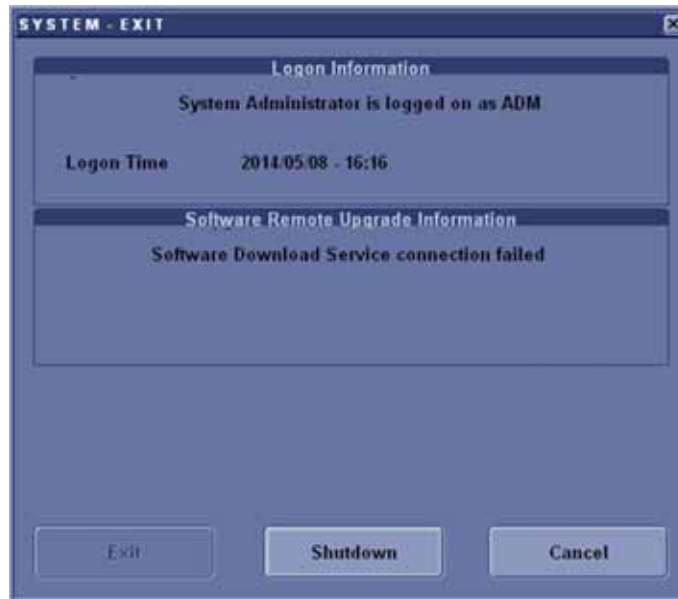 SYSTEM - EXIT
Logon Information
System Administrator is logged on as ADM
Logon Time 2014/05/08 - 16:16
Software Remote Upgrade Information
Software Download Service connection failed
Exit Shutdown Cancel